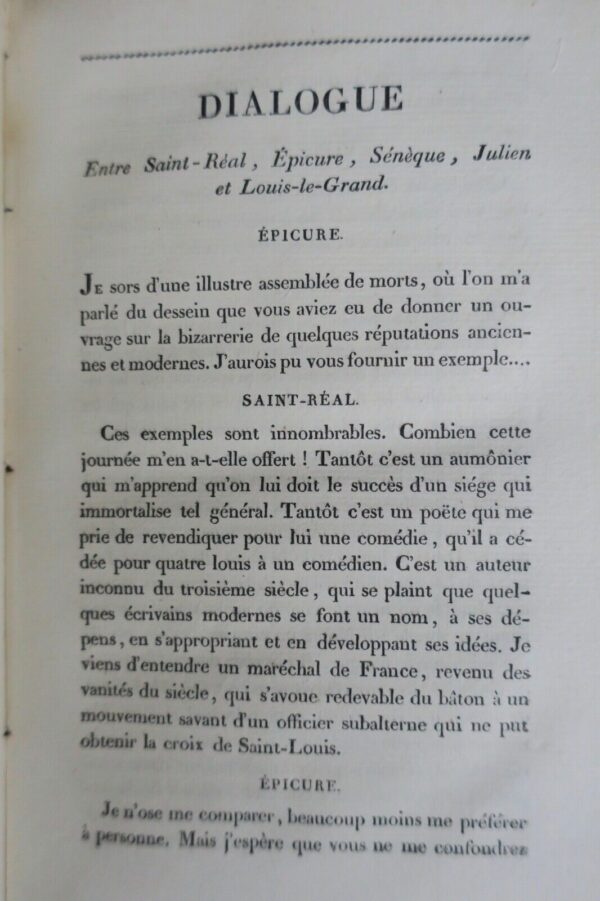 DIALOGUE
Entre Saint-Réal, Épicure, Sénèque, Julien
et Louis-le-Grand.
ÉPICURE.
JE sors d'une illustre assemblée de morts, où l'on m'a
parlé du dessein que vous aviez eu de donner un ou-
vrage sur la bizarrerie de quelques réputations ancien-
nes et modernes. J'aurois pu vous fournir un exemple....
SAINT-RÉAL.
Ces exemples sont innombrables. Combien cette
journée m'en a-t-elle offert ! Tantôt c'est un aumônier
qui m'apprend qu'on lui doit le succès d'un siége qui
immortalise tel général. Tantôt c'est un poëte qui me
prie de revendiquer pour lui une comédie, qu'il a cé-
dée pour quatre louis à un comédien. C'est un auteur
inconnu du troisième siècle, qui se plaint que quel-
ques écrivains modernes se font un nom, à ses dé-
pens, en s'appropriant et en développant ses idées. Je
viens d'entendre un maréchal de France, revenu des
vanités du siècle, qui s'avoue redevable du bâton à un
mouvement savant d'un officier subalterne qui ne put
obtenir la croix de Saint-Louis.
ÉPICURE.
Je n'ose me comparer, beaucoup moins me préférer
à personne. Mais j'espère que vous ne me confondrez